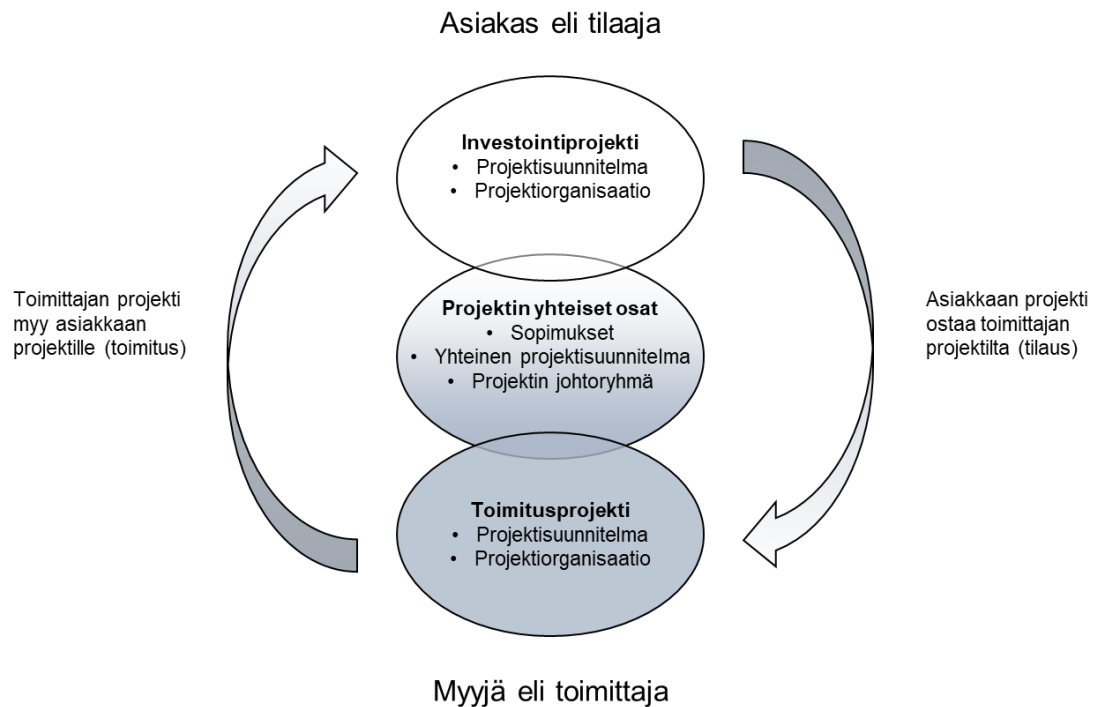 Asiakas eli tilaaja
Investointiprojekti
• Projektisuunnitelma
• Projektiorganisaatio
Toimittajan projekti
myy asiakkaan
projektille (toimitus)
Projektin yhteiset osat
• Sopimukset
• Yhteinen projektisuunnitelma
• Projektin johtoryhmä
Asiakkaan projekti
ostaa toimittajan
projektilta (tilaus)
Toimitusprojekti
• Projektisuunnitelma
• Projektiorganisaatio
Myyjä eli toimittaja